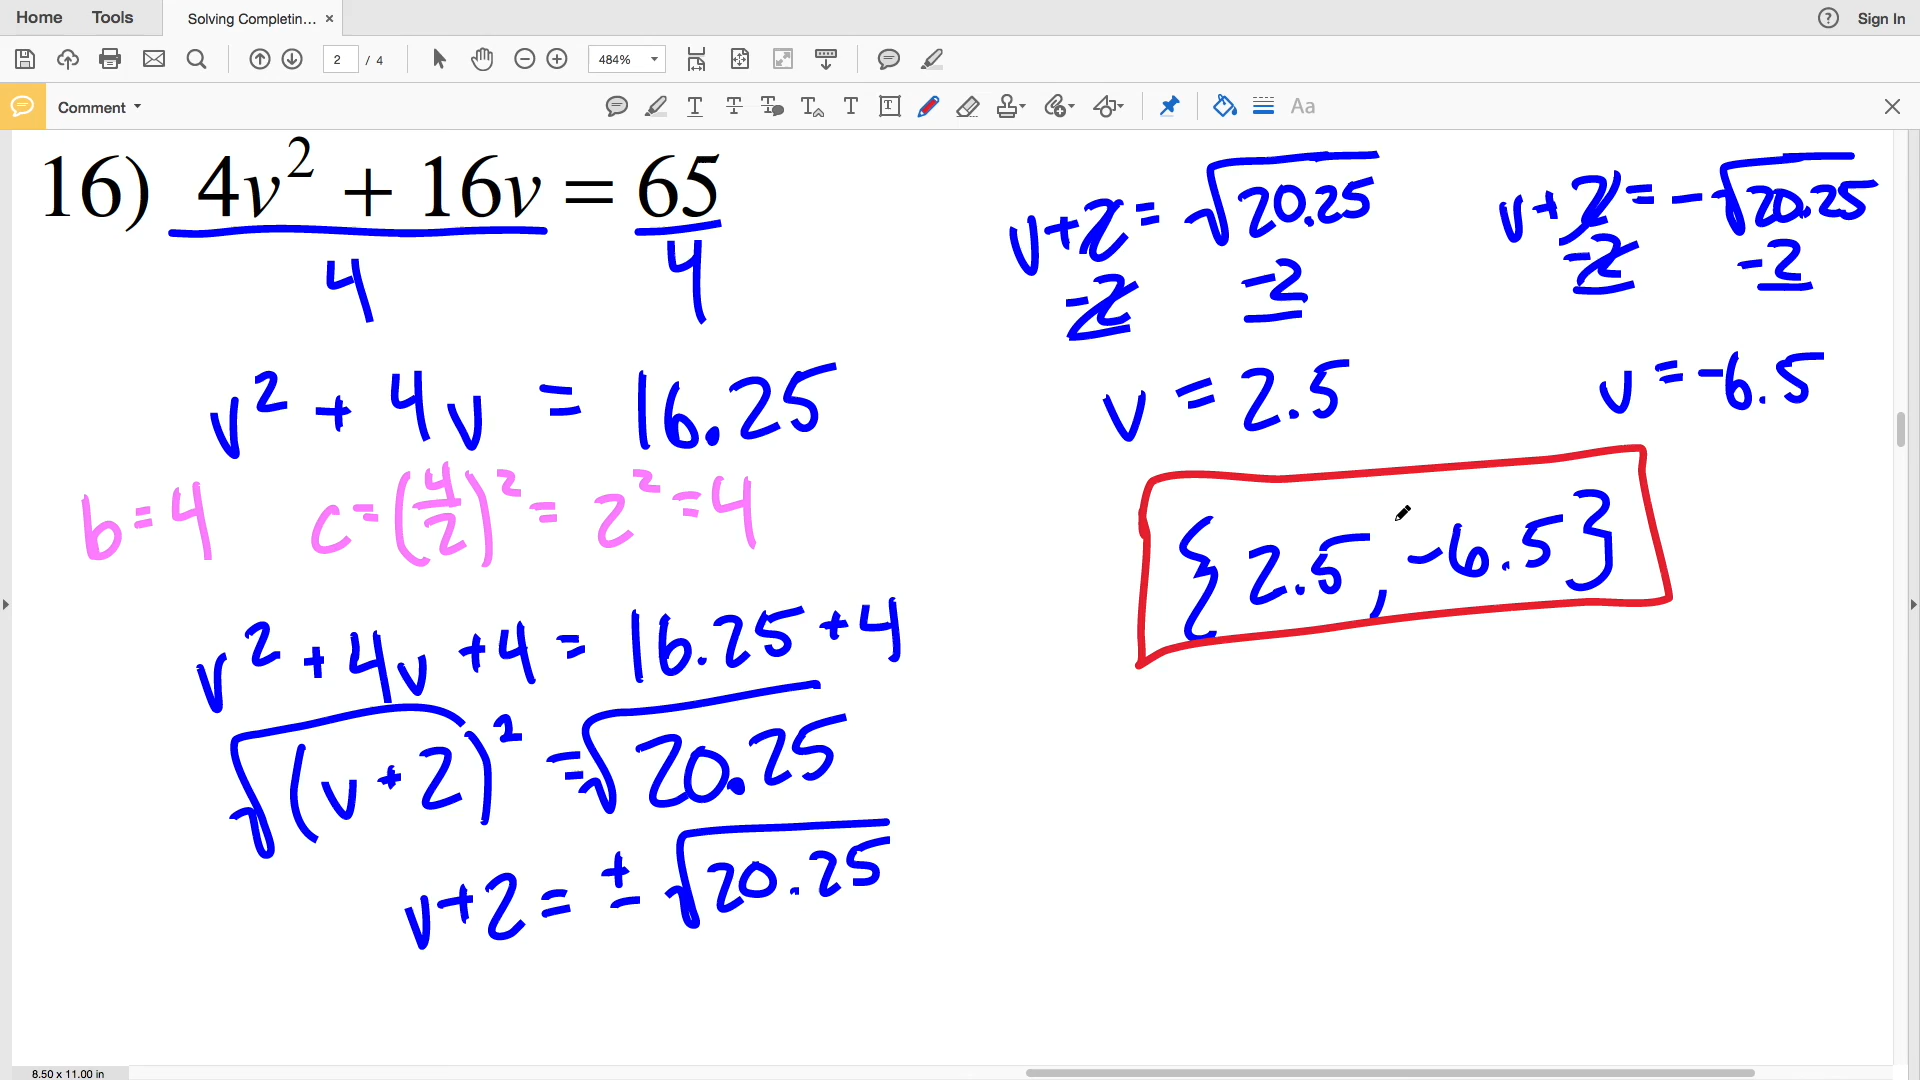 Home Tools Solving Completin... × ? Sign In
2 / 4 484%
Comment T T T T T T Aa
16) 4v² + 16v = 65
4 4
v² + 4v = 16.25
b=4 c=(4/2)² = 2² = 4
v² + 4v + 4 = 16.25 + 4
√(v+2)² = √20.25
v+2 = ± √20.25
v+2 = √20.25
-2 -2
v = 2.5
v+2 = -√20.25
-2 -2
v = -6.5
{2.5, -6.5}
8.50 x 11.00 in